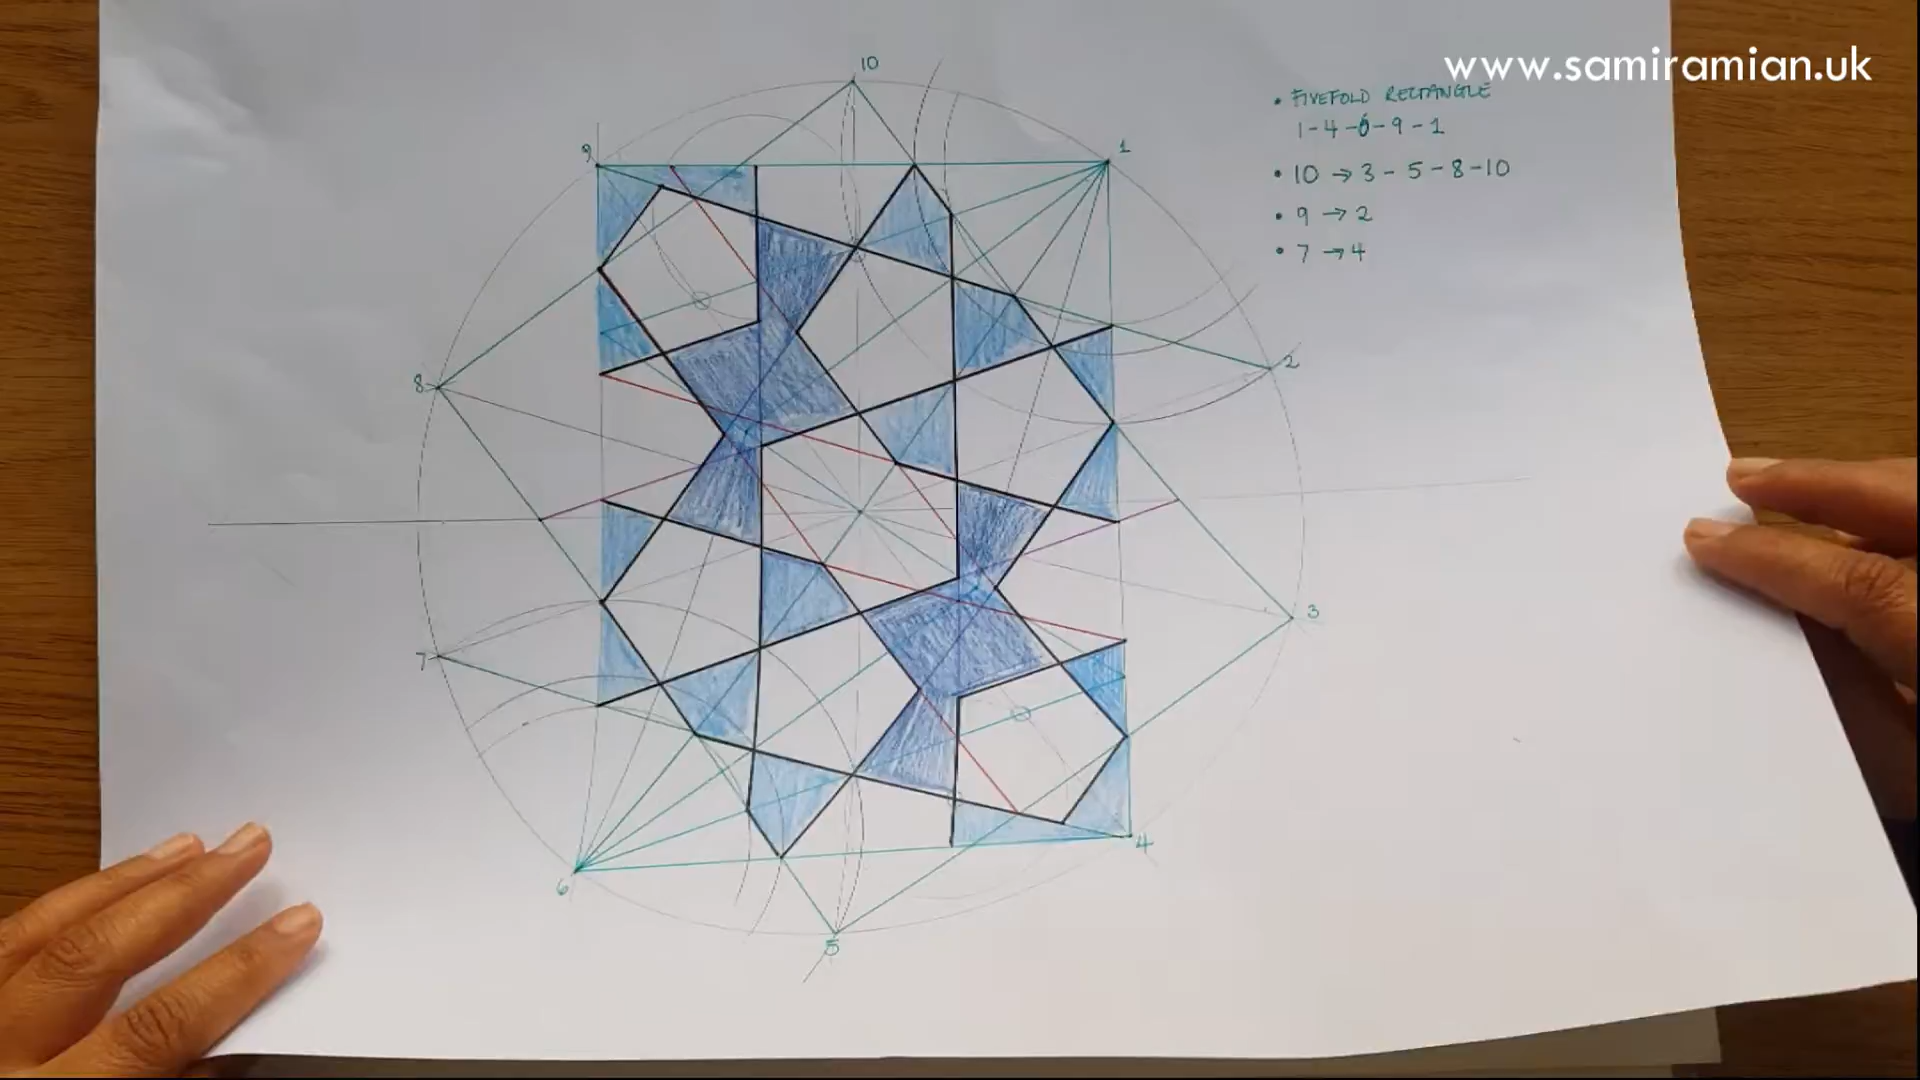 www.samiramian.uk
• FIVEFOLD RECTANGLE
1-4-6-9-1
• 10 → 3-5-8-10
• 9 → 2
• 7 → 4
10
9
1
8
2
7
3
6
4
5